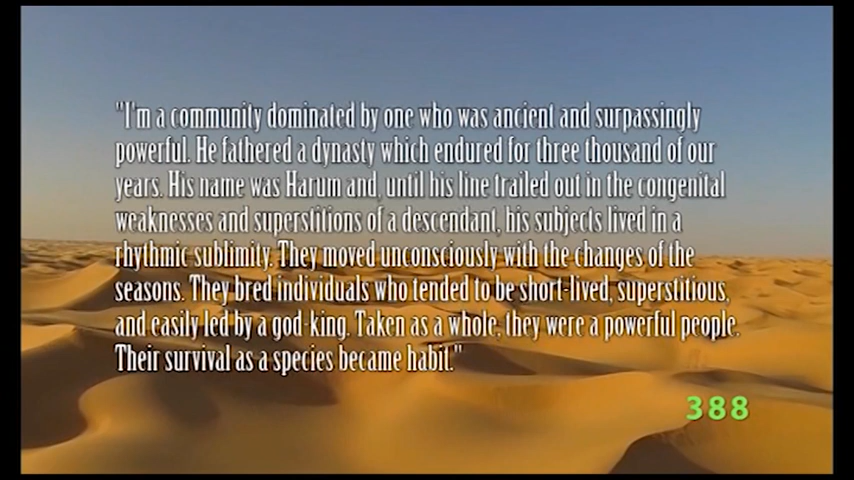 "I'm a community dominated by one who was ancient and surpassingly
powerful. He fathered a dynasty which endured for three thousand of our
years. His name was Harum and, until his line trailed out in the congenital
weaknesses and superstitions of a descendant, his subjects lived in a
rhythmic sublimity. They moved unconsciously with the changes of the
seasons. They bred individuals who tended to be short-lived, superstitious,
and easily led by a god-king. Taken as a whole, they were a powerful people.
Their survival as a species became habit."
388